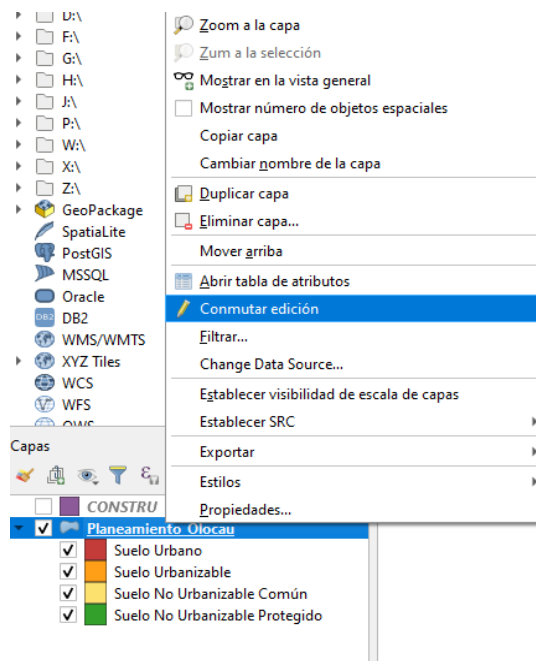 D:\
F:\
G:\
H:\
J:\
P:\
W:\
X:\
Z:\
GeoPackage
SpatiaLite
PostGIS
MSSQL
Oracle
DB2
DB2
WMS/WMTS
XYZ Tiles
WCS
WFS
OWS
Zoom a la capa
Zum a la selección
Mostrar en la vista general
Mostrar número de objetos espaciales
Copiar capa
Cambiar nombre de la capa
Duplicar capa
Eliminar capa...
Mover arriba
Abrir tabla de atributos
Conmutar edición
Filtrar...
Change Data Source...
Establecer visibilidad de escala de capas
Establecer SRC
Exportar
Estilos
Propiedades...
Capas
CONSTRU
Planeamiento_Olocau
Suelo Urbano
Suelo Urbanizable
Suelo No Urbanizable Común
Suelo No Urbanizable Protegido